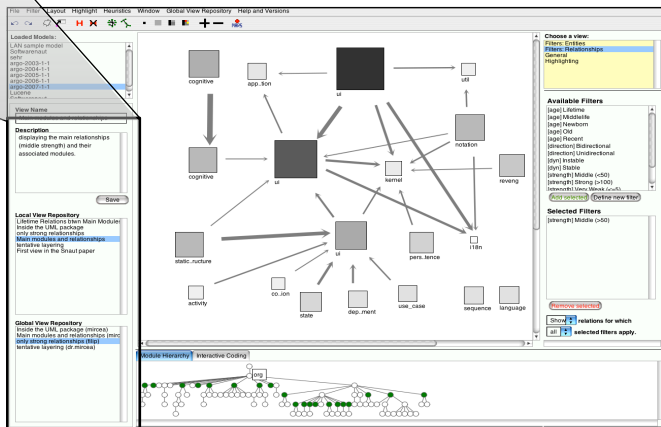 File Filter Layout Highlight Heuristics Window Global View Repository Help and Versions
Loaded Models:
LAN sample model
Softwarenaut
sehr
argo-2003-1-1
argo-2004-1-1
argo-2005-1-1
argo-2006-1-1
argo-2007-1-1
Lucene
View Name
Main modules and relationships
Description
displaying the main relationships
(middle strength) and their
associated modules.
Save
Local View Repository
Lifetime Relations btwn Main Modules
Inside the UML package
only strong relationships
Main modules and relationships
tentative layering
First view in the Snaut paper
Global View Repository
Inside the UML package (mircea)
Main modules and relationships (mirc
only strong relationships (filip)
tentative layering (dr.mircea)
cognitive
app..tion
ui
util
notation
cognitive
ui
kernel
reveng
static..ructure
ui
pers..tence
i18n
activity
co..ion
state
dep..ment
use_case
sequence
language
Module Hierarchy Interactive Coding
org
Choose a view:
Filters: Entities
Filters: Relationships
General
Highlighting
Available Filters
[age] Lifetime
[age] Middlelife
[age] Newborn
[age] Old
[age] Recent
[direction] Bidirectional
[direction] Unidirectional
[dyn] Instable
[dyn] Stable
[strength] Middle (<50)
[strength] Strong (>100)
[strength] Very Weak (<=5)
Add selected Define new filter
Selected Filters
[strength] Middle (>50)
Remove selected
Show relations for which
all selected filters apply.